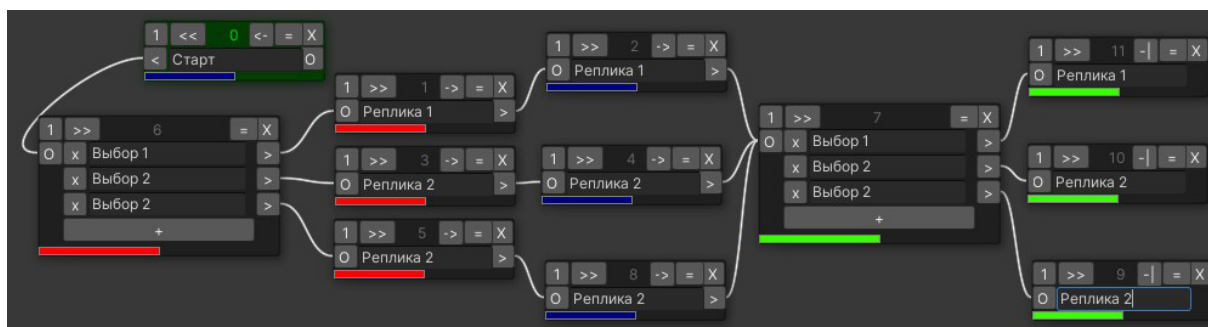 1 << 0 <- = X
< Старт O
1 >> 6 = X
O x Выбор 1 >
x Выбор 2 >
x Выбор 2 >
+
1 >> 1 -> = X
O Реплика 1 >
1 >> 3 -> = X
O Реплика 2 >
1 >> 5 -> = X
O Реплика 2 >
1 >> 2 -> = X
O Реплика 1 >
1 >> 4 -> = X
O Реплика 2 >
1 >> 8 -> = X
O Реплика 2 >
1 >> 7 = X
O x Выбор 1 >
x Выбор 2 >
x Выбор 2 >
+
1 >> 11 -| = X
O Реплика 1
1 >> 10 -| = X
O Реплика 2
1 >> 9 -| = X
O Реплика 2